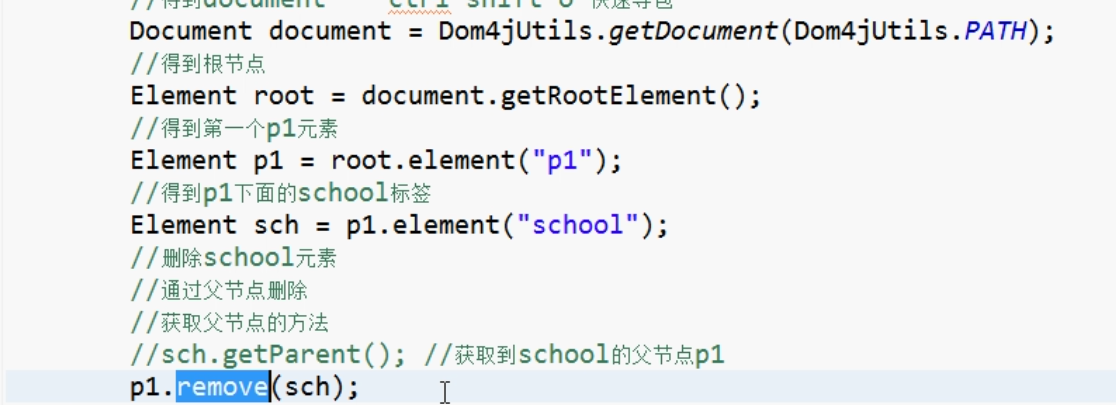 //得到document ctrl shift o 快速导包
Document document = Dom4jUtils.getDocument(Dom4jUtils.PATH);
//得到根节点
Element root = document.getRootElement();
//得到第一个p1元素
Element p1 = root.element("p1");
//得到p1下面的school标签
Element sch = p1.element("school");
//删除school元素
//通过父节点删除
//获取父节点的方法
//sch.getParent(); //获取到school的父节点p1
p1.remove(sch);